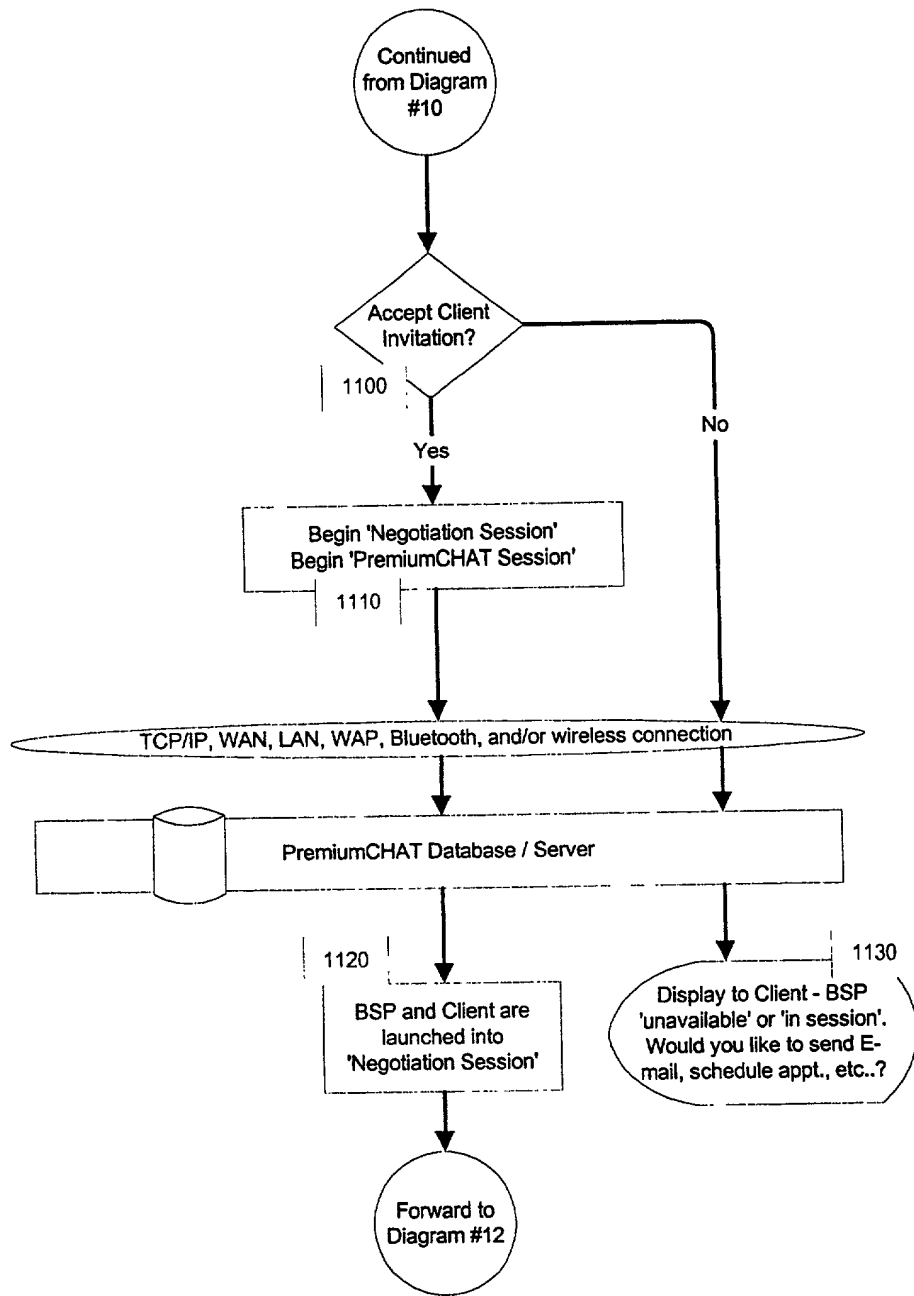 Continued
from Diagram
#10
Accept Client
Invitation?
1100
No
Yes
Begin 'Negotiation Session'
Begin 'PremiumCHAT Session'
1110
TCP/IP, WAN, LAN, WAP, Bluetooth, and/or wireless connection
PremiumCHAT Database / Server
1120
BSP and Client are
launched into
'Negotiation Session'
1130
Display to Client - BSP
'unavailable' or 'in session'.
Would you like to send E-
mail, schedule appt., etc..?
Forward to
Diagram #12